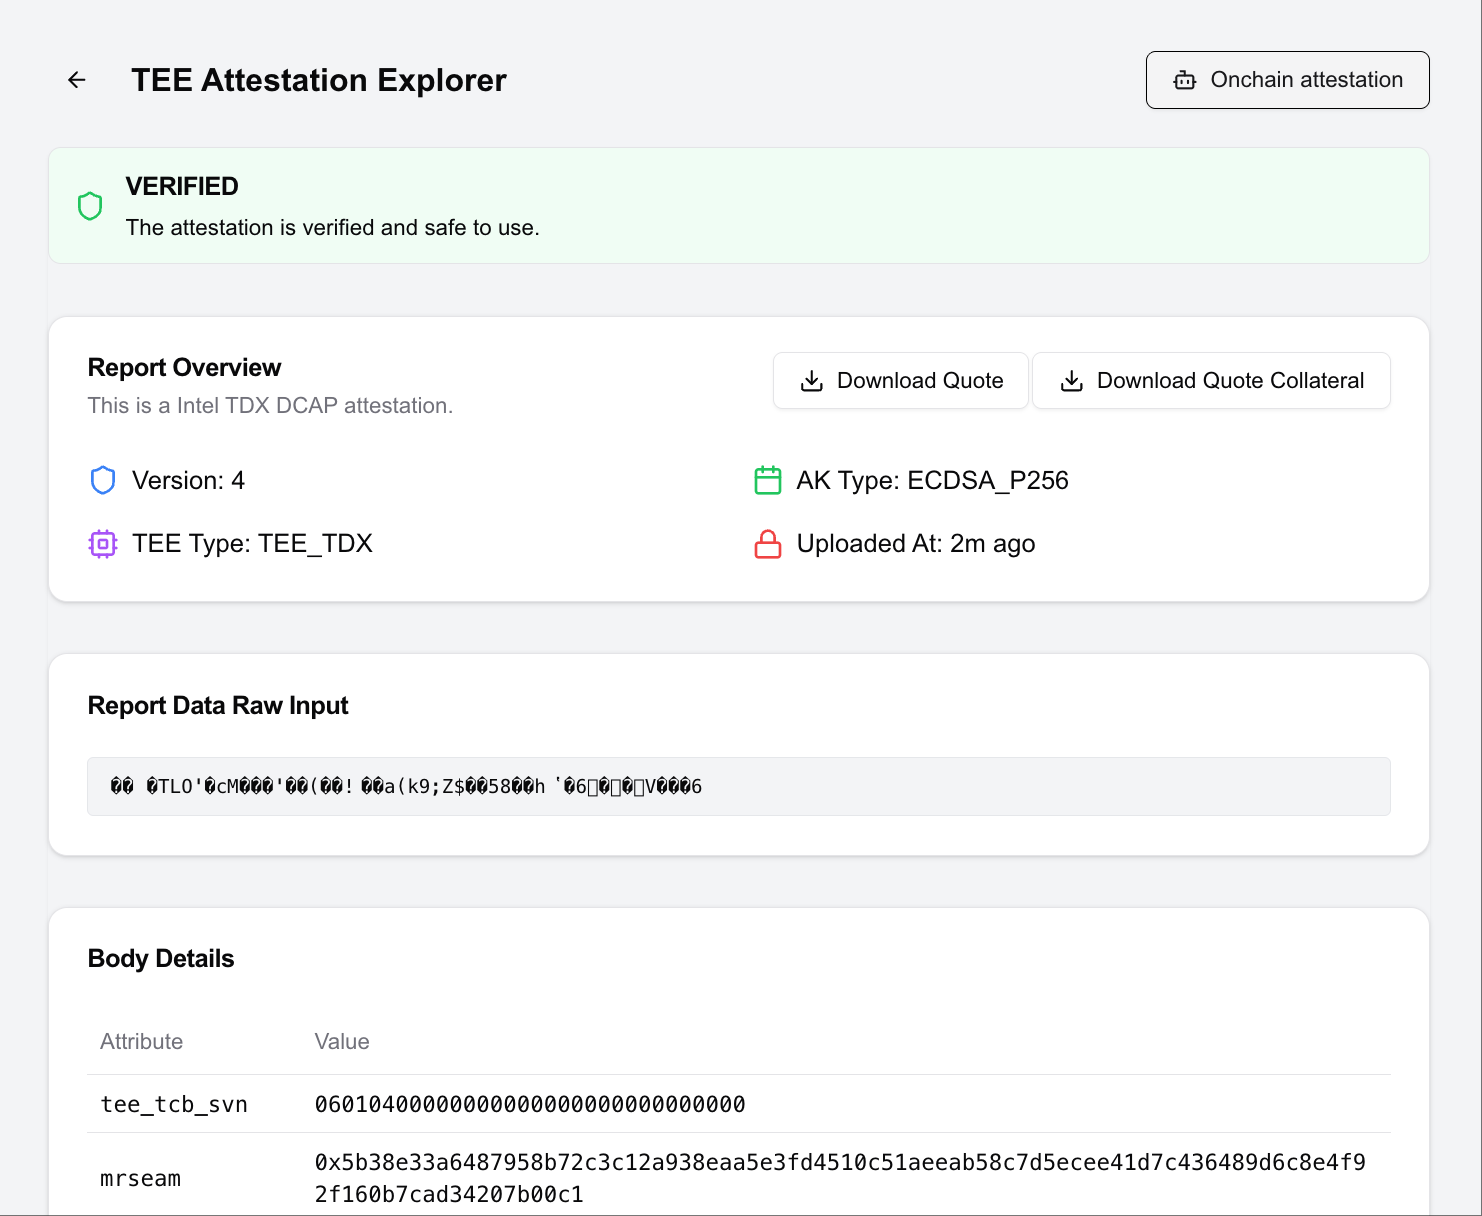 TEE Attestation Explorer
Onchain attestation
VERIFIED
The attestation is verified and safe to use.
Report Overview
This is a Intel TDX DCAP attestation.
Download Quote
Download Quote Collateral
Version: 4
AK Type: ECDSA_P256
TEE Type: TEE_TDX
Uploaded At: 2m ago
Report Data Raw Input
�� �TLO'�cM���'��(��! ��a(k9;Z$��58��h ‛�6▯�▯�▯V���6
Body Details
Attribute Value
tee_tcb_svn 06010400000000000000000000000000
mrseam 0x5b38e33a6487958b72c3c12a938eaa5e3fd4510c51aeeab58c7d5ecee41d7c436489d6c8e4f9
2f160b7cad34207b00c1